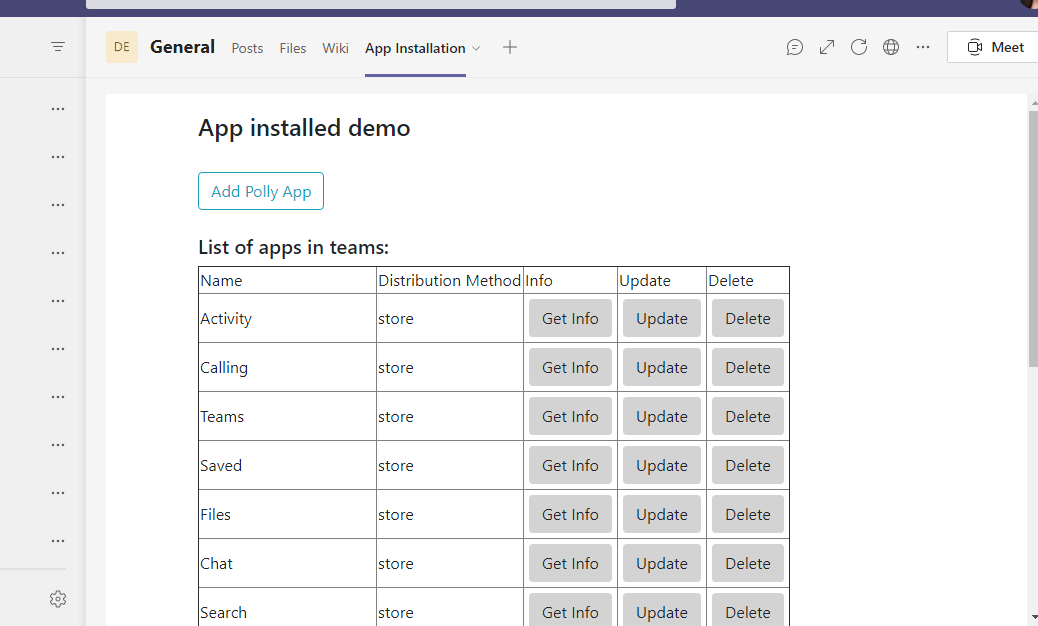 DE General Posts Files Wiki App Installation Meet
App installed demo
Add Polly App
List of apps in teams:
Name Distribution Method Info Update Delete
Activity store Get Info Update Delete
Calling store Get Info Update Delete
Teams store Get Info Update Delete
Saved store Get Info Update Delete
Files store Get Info Update Delete
Chat store Get Info Update Delete
Search store Get Info Update Delete